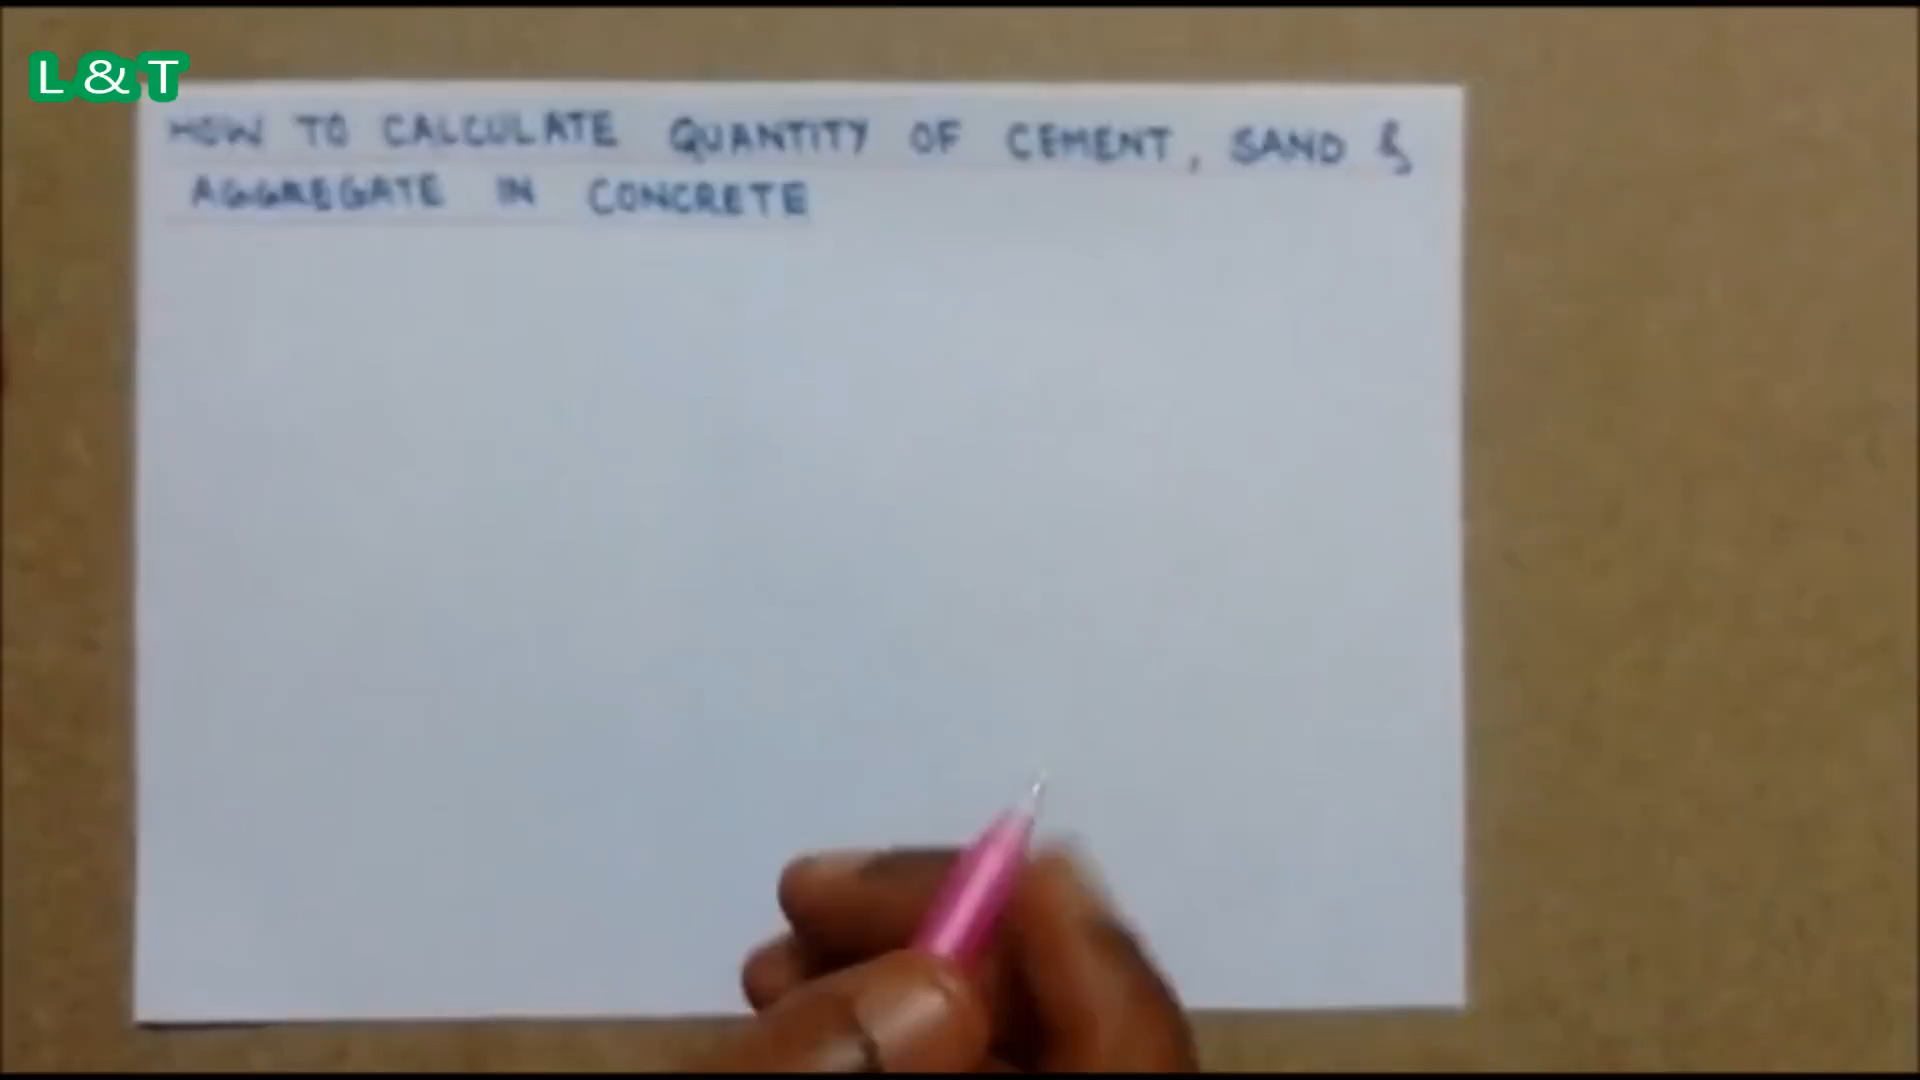 L & T
HOW TO CALCULATE QUANTITY OF CEMENT, SAND &
AGGREGATE IN CONCRETE